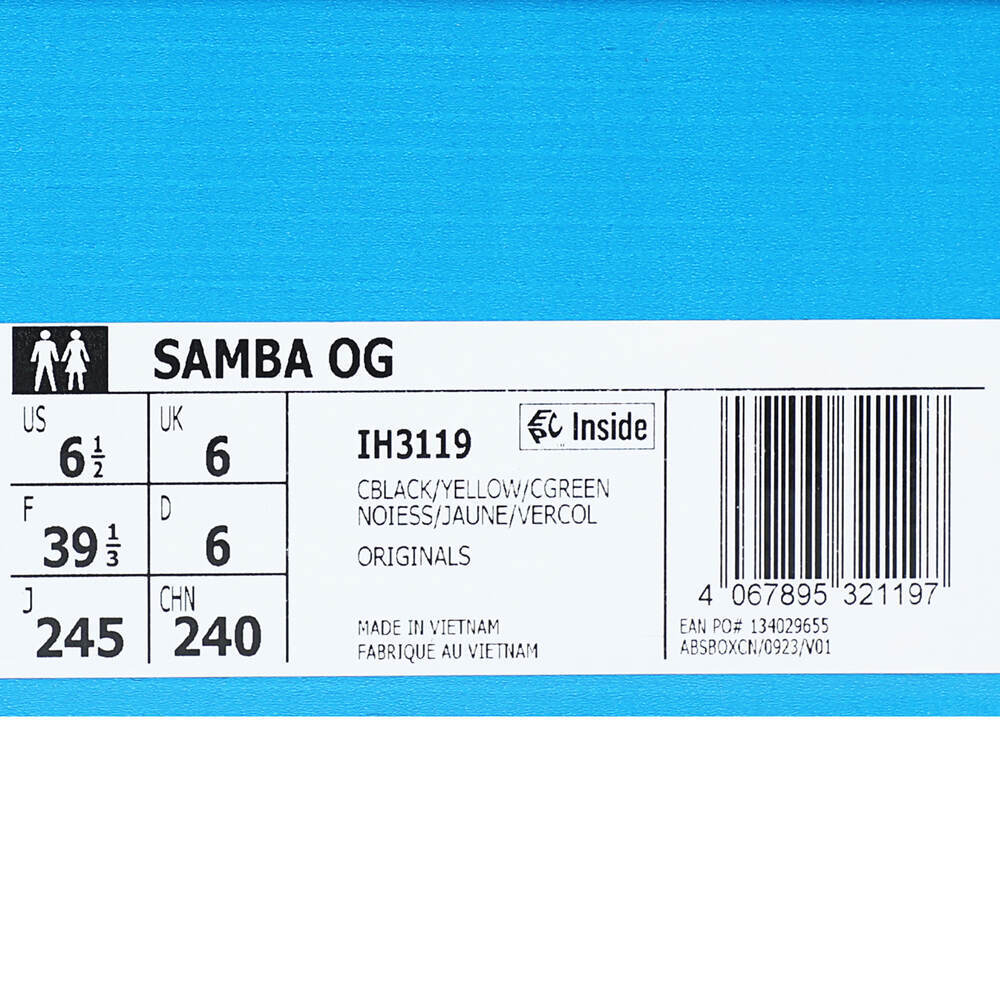 SAMBA OG
US
6 1/2
UK
6
F
39 1/3
D
6
J
245
CHN
240
IH3119
EPC Inside
CBLACK/YELLOW/CGREEN
NOIESS/JAUNE/VERCOL
ORIGINALS
MADE IN VIETNAM
FABRIQUE AU VIETNAM
4 067895 321197
EAN PO# 134029655
ABSBOXCN/0923/V01